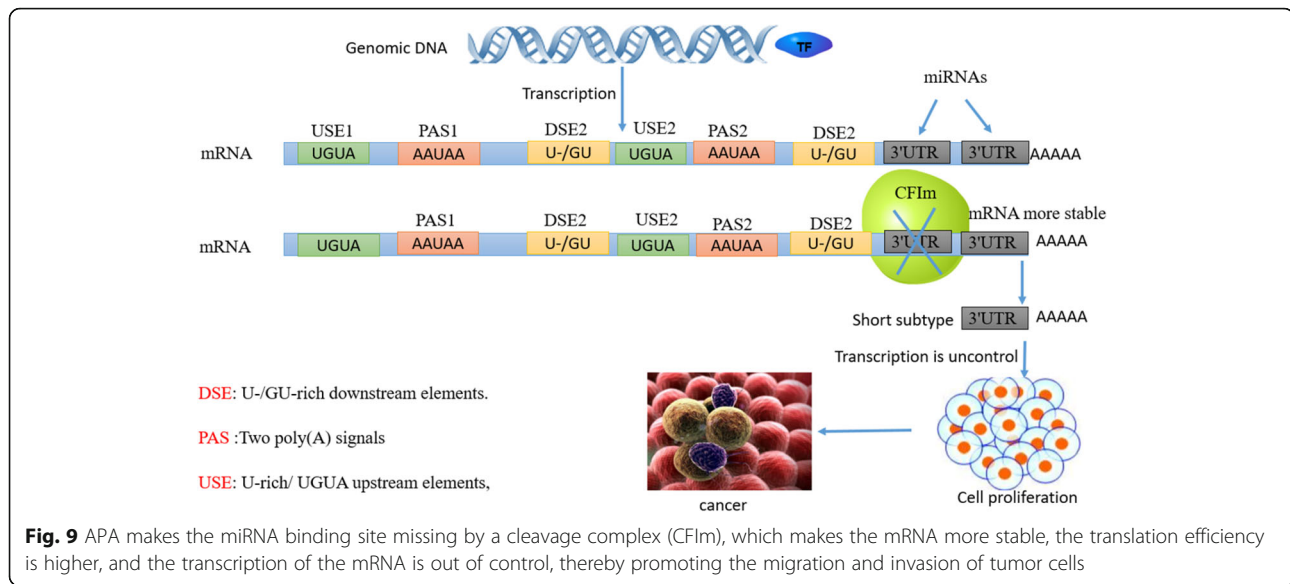 Genomic DNA
TF
Transcription
miRNAs
USE1 PAS1 DSE2 USE2 PAS2 DSE2
mRNA UGUA AAUAA U-/GU UGUA AAUAA U-/GU 3'UTR 3'UTR AAAAA
CFIm
PAS1 DSE2 USE2 PAS2 DSE2 mRNA more stable
mRNA UGUA AAUAA U-/GU UGUA AAUAA U-/GU 3'UTR 3'UTR AAAAA
Short subtype 3'UTR AAAAA
Transcription is uncontrol
DSE: U-/GU-rich downstream elements.
PAS :Two poly(A) signals
USE: U-rich/ UGUA upstream elements,
cancer
Cell proliferation
Fig. 9 APA makes the miRNA binding site missing by a cleavage complex (CFIm), which makes the mRNA more stable, the translation efficiency
is higher, and the transcription of the mRNA is out of control, thereby promoting the migration and invasion of tumor cells